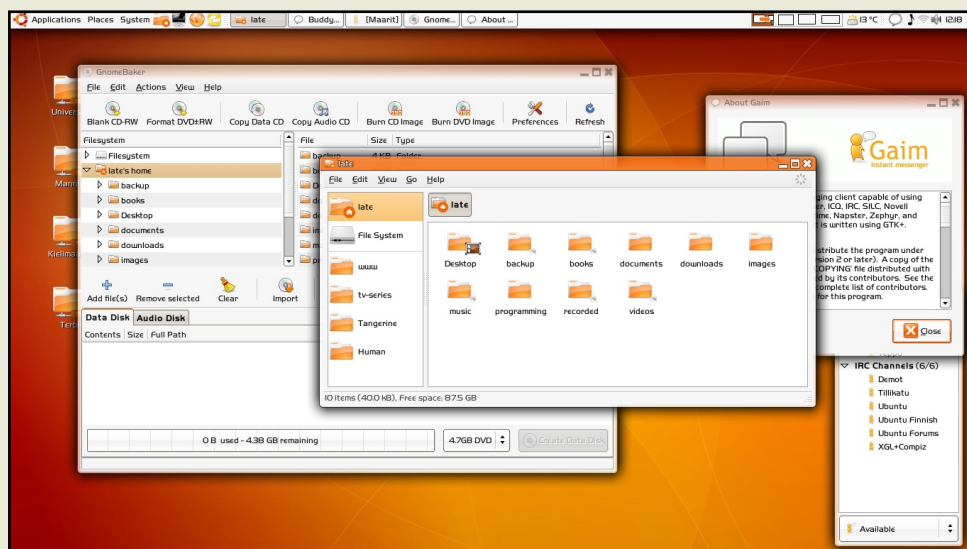 Applications Places System late Buddy... [Maarit] Gnome... About ... 13 °C 12:18
GnomeBaker
File Edit Actions View Help
Blank CD-RW Format DVD±RW Copy Data CD Copy Audio CD Burn CD Image Burn DVD Image Preferences Refresh
Filesystem
Filesystem
late's home
backup
books
Desktop
documents
downloads
images
File Size Type
backup 4 KB Folder
Add file(s) Remove selected Clear Import
Data Disk Audio Disk
Contents Size Full Path
0 B used - 4.38 GB remaining 4.7GB DVD Create Data Disk
late
File Edit View Go Help
late
File System
www
tv-series
Tangerine
Human
late
Desktop backup books documents downloads images
music programming recorded videos
10 items (40.0 kB), Free space: 87.5 GB
About Gaim
Gaim
Instant messenger
ging client capable of using
ICQ, IRC, SILC, Novell
Napster, Zephyr, and
is written using GTK+.
stribute the program under
sion 2 or later). A copy of the
'COPYING' file distributed with
d by its contributors. See the
complete list of contributors.
for this program.
Close
IRC Channels (6/6)
Demot
Tillikatu
Ubuntu
Ubuntu Finnish
Ubuntu Forums
XGL+Compiz
Available